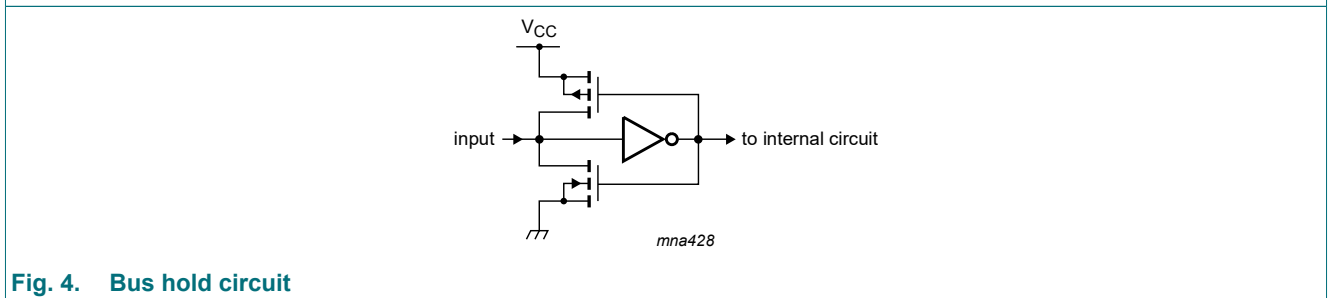 VCC
input
to internal circuit
mna428
Fig. 4. Bus hold circuit